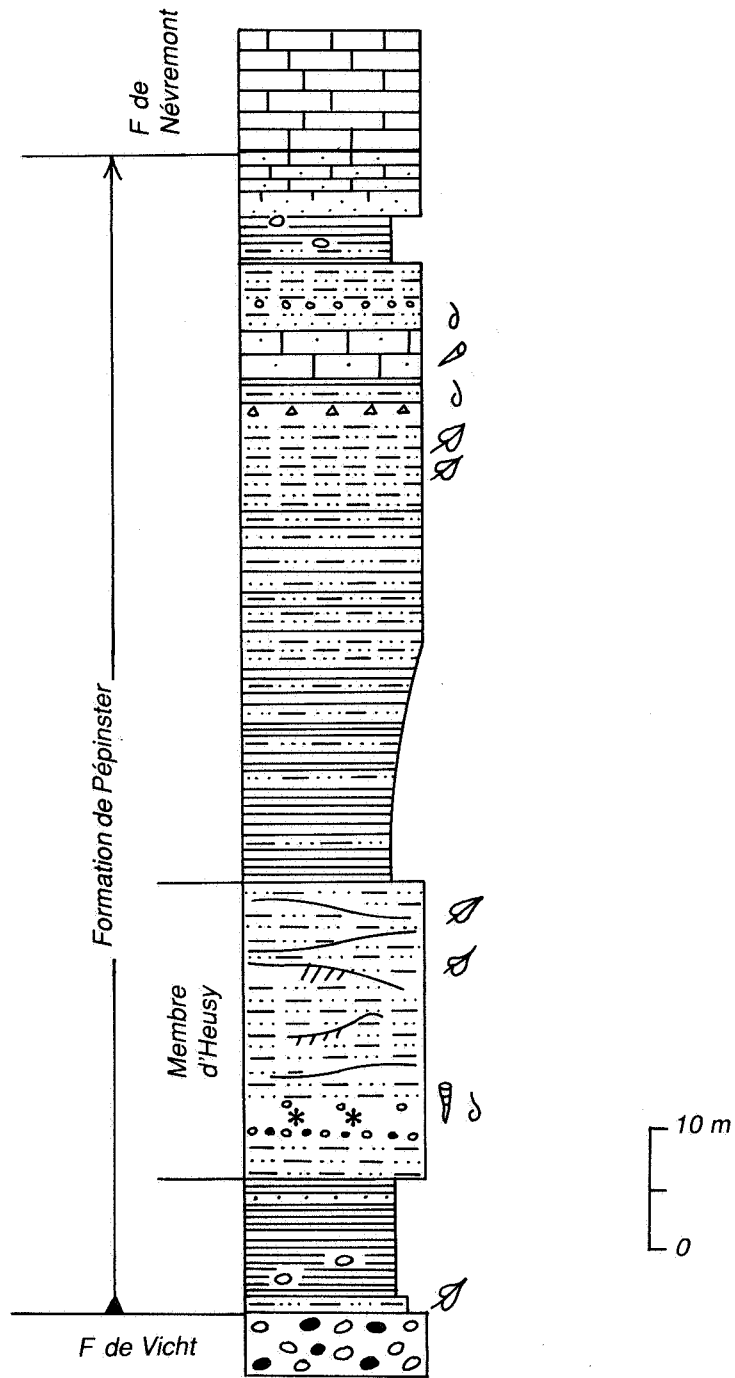 F de
Névremont
Formation de Pépinster
Membre
d'Heusy
10 m
0
F de Vicht